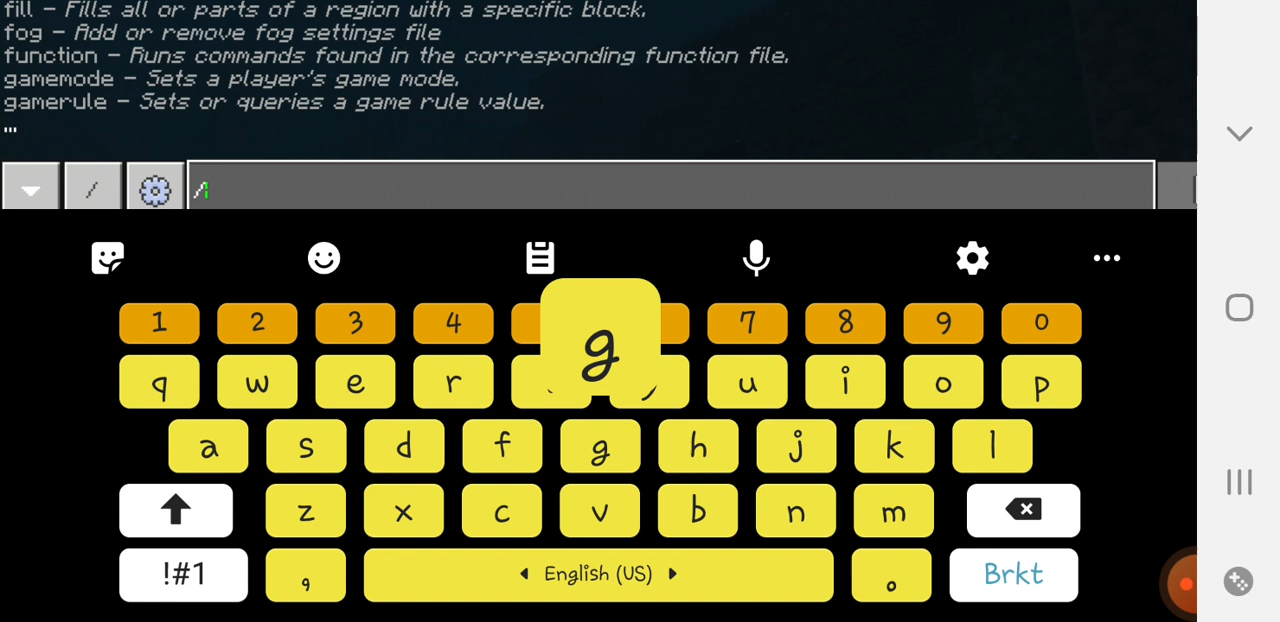 fill – Fills all or parts of a region with a specific block.
fog – Add or remove fog settings file
function – Runs commands found in the corresponding function file.
gamemode – Sets a player's game mode.
gamerule – Sets or queries a game rule value.
...
/
/
g
1 2 3 4 7 8 9 0
q w e r u i o p
a s d f g h j k l
z x c v b n m
!#1 , English (US) . Brkt